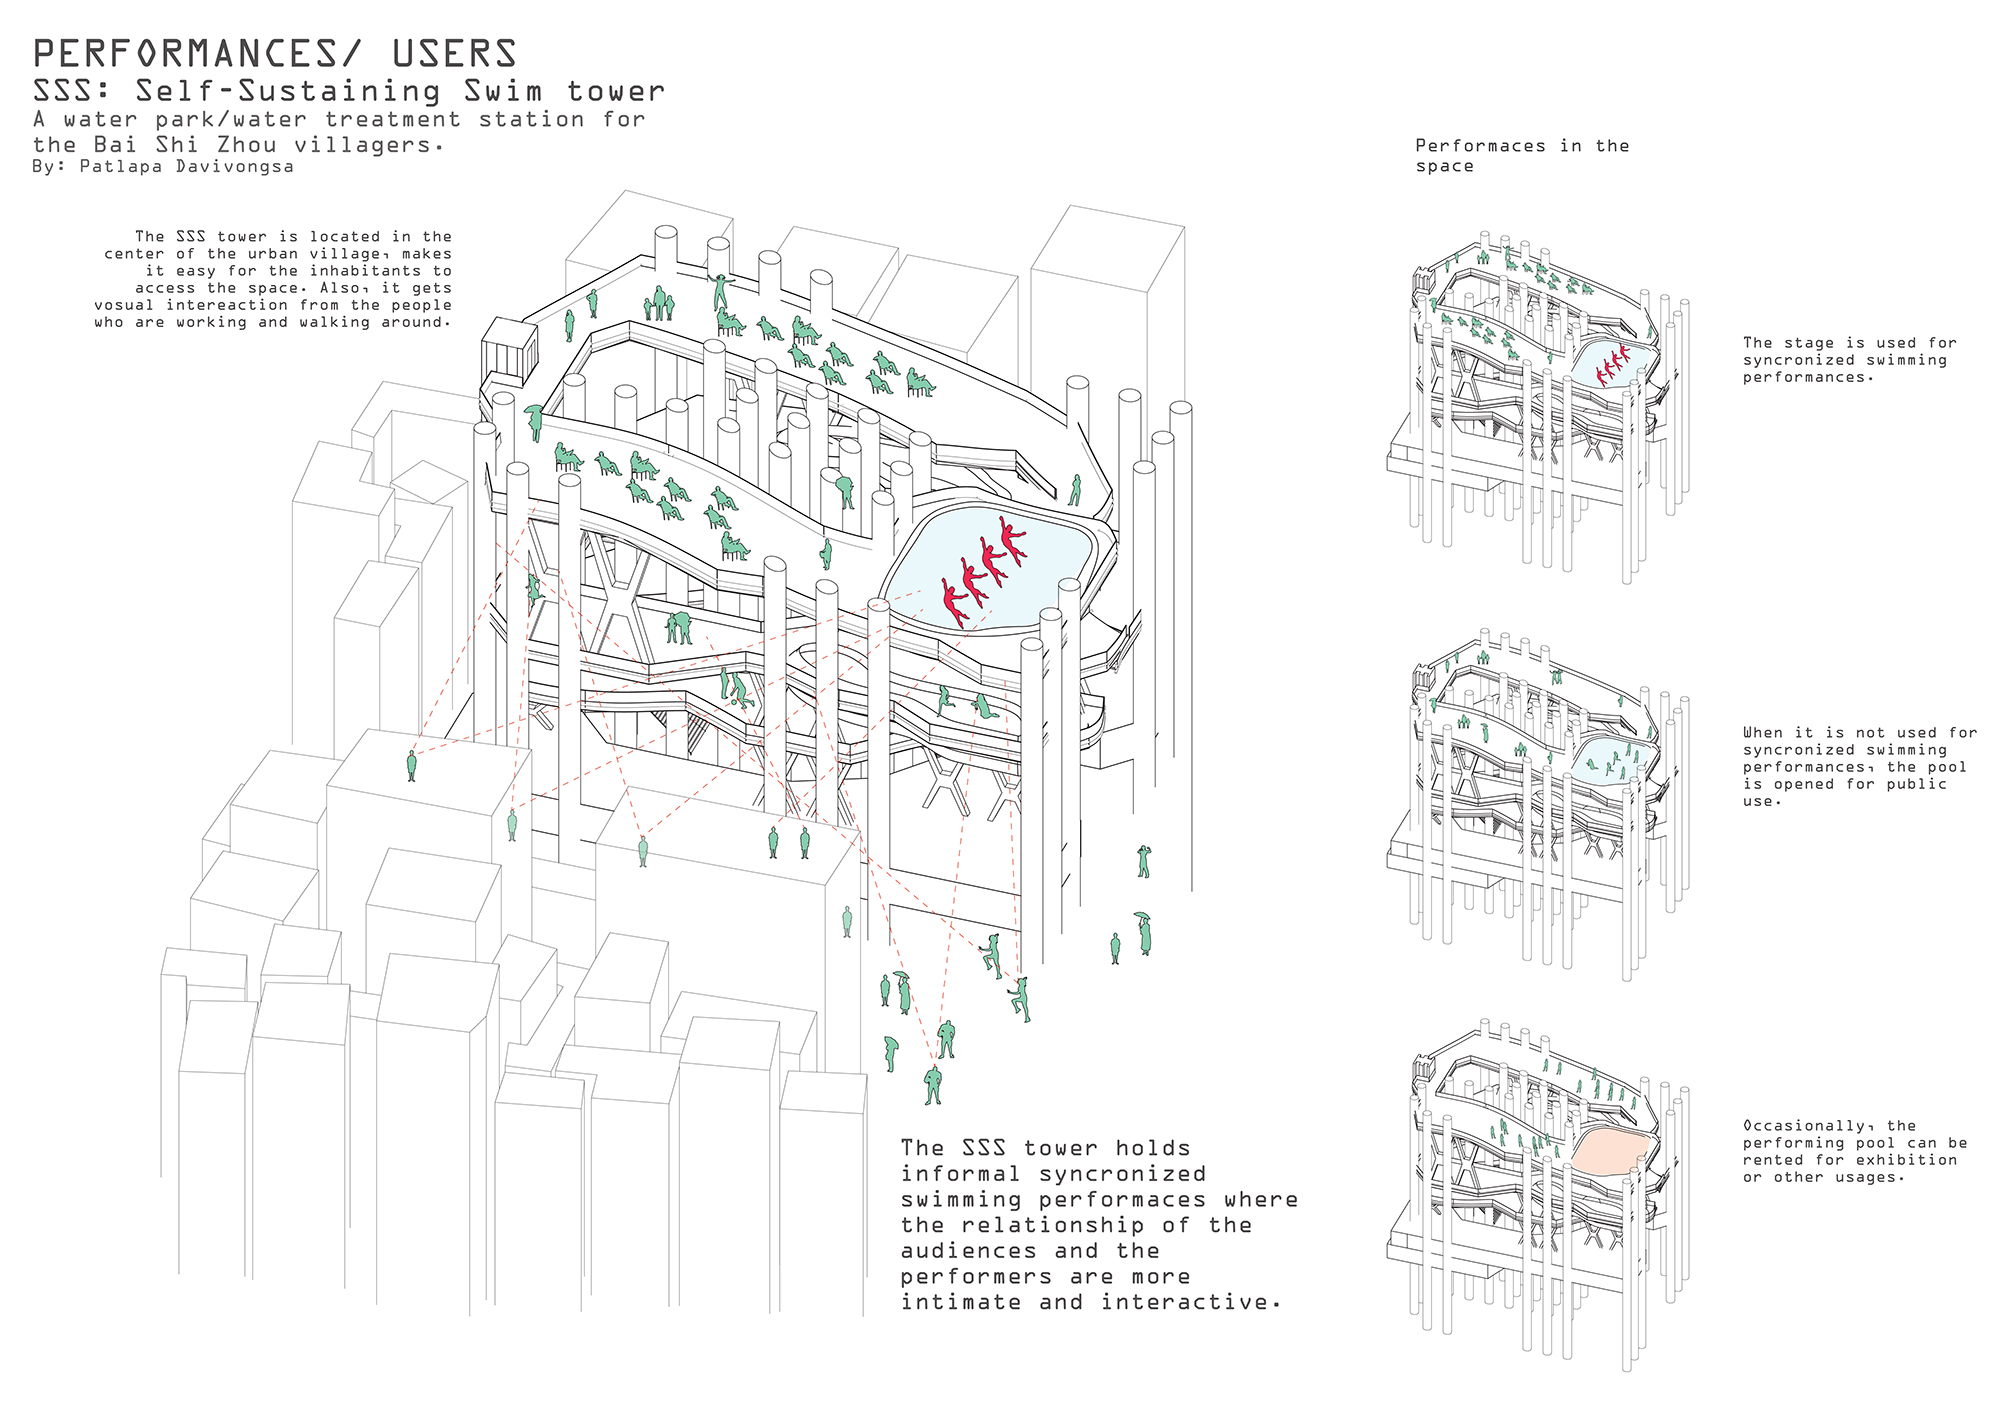 PERFORMANCES/ USERS
SSS: Self-Sustaining Swim tower
A water park/water treatment station for
the Bai Shi Zhou villagers.
By: Patlapa Davivongsa
The SSS tower is located in the
center of the urban village, makes
it easy for the inhabitants to
access the space. Also, it gets
vosual intereaction from the people
who are working and walking around.
The SSS tower holds
informal syncronized
swimming performaces where
the relationship of the
audiences and the
performers are more
intimate and interactive.
Performaces in the
space
The stage is used for
syncronized swimming
performances.
When it is not used for
syncronized swimming
performances, the pool
is opened for public
use.
Occasionally, the
performing pool can be
rented for exhibition
or other usages.